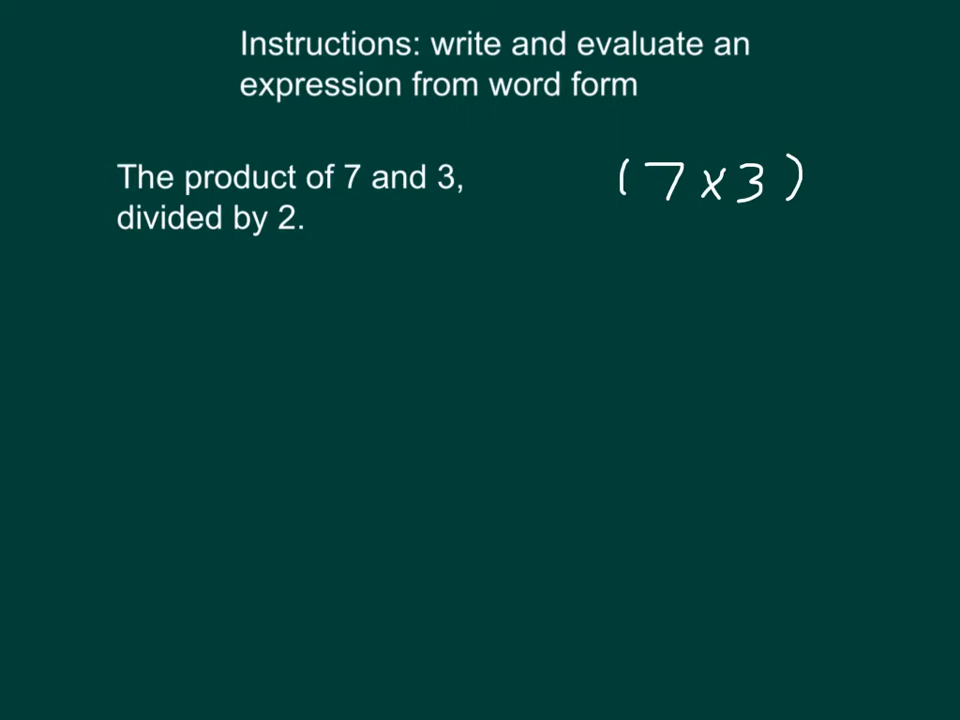 Instructions: write and evaluate an
expression from word form
The product of 7 and 3,
divided by 2.
(7×3)